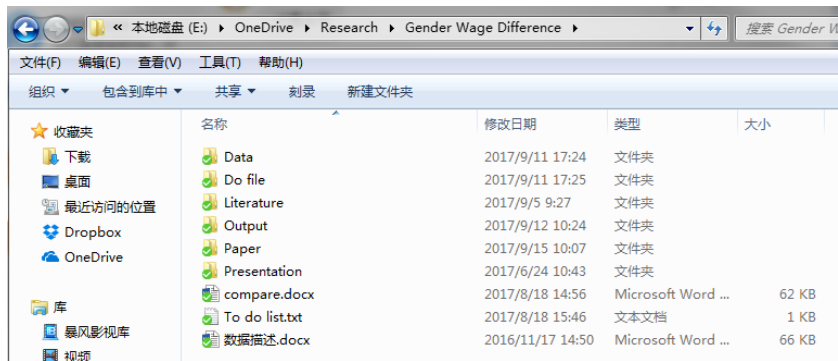 « 本地磁盘 (E:) ▸ OneDrive ▸ Research ▸ Gender Wage Difference ▸ 搜索 Gender W
文件(F) 编辑(E) 查看(V) 工具(T) 帮助(H)
组织 ▼ 包含到库中 ▼ 共享 ▼ 刻录 新建文件夹
收藏夹
下载
桌面
最近访问的位置
Dropbox
OneDrive
库
暴风影视库
视频
名称 修改日期 类型 大小
Data 2017/9/11 17:24 文件夹
Do file 2017/9/11 17:25 文件夹
Literature 2017/9/5 9:27 文件夹
Output 2017/9/12 10:24 文件夹
Paper 2017/9/15 10:07 文件夹
Presentation 2017/6/24 10:43 文件夹
compare.docx 2017/8/18 14:56 Microsoft Word ... 62 KB
To do list.txt 2017/8/18 15:46 文本文档 1 KB
数据描述.docx 2016/11/17 14:50 Microsoft Word ... 66 KB